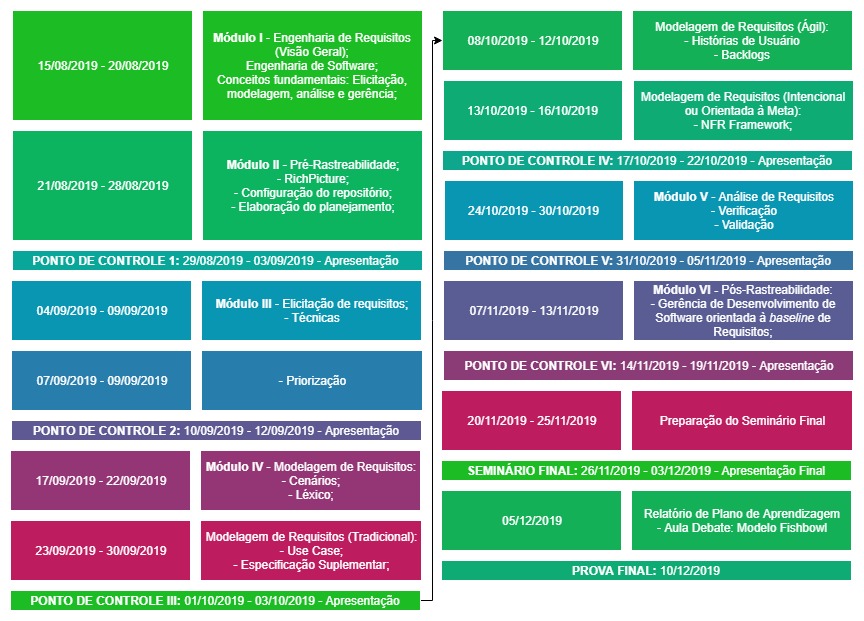 15/08/2019 - 20/08/2019
Módulo I - Engenharia de Requisitos
(Visão Geral);
Engenharia de Software;
Conceitos fundamentais: Elicitação,
modelagem, análise e gerência;
21/08/2019 - 28/08/2019
Módulo II - Pré-Rastreabilidade;
- RichPicture;
- Configuração do repositório;
- Elaboração do planejamento;
PONTO DE CONTROLE 1: 29/08/2019 - 03/09/2019 - Apresentação
04/09/2019 - 09/09/2019
Módulo III - Elicitação de requisitos;
- Técnicas
07/09/2019 - 09/09/2019
- Priorização
PONTO DE CONTROLE 2: 10/09/2019 - 12/09/2019 - Apresentação
17/09/2019 - 22/09/2019
Módulo IV - Modelagem de Requisitos:
- Cenários;
- Léxico;
23/09/2019 - 30/09/2019
Modelagem de Requisitos (Tradicional):
- Use Case;
- Especificação Suplementar;
PONTO DE CONTROLE III: 01/10/2019 - 03/10/2019 - Apresentação
08/10/2019 - 12/10/2019
Modelagem de Requisitos (Ágil):
- Histórias de Usuário
- Backlogs
13/10/2019 - 16/10/2019
Modelagem de Requisitos (Intencional
ou Orientada à Meta):
- NFR Framework;
PONTO DE CONTROLE IV: 17/10/2019 - 22/10/2019 - Apresentação
24/10/2019 - 30/10/2019
Módulo V - Análise de Requisitos
- Verificação
- Validação
PONTO DE CONTROLE V: 31/10/2019 - 05/11/2019 - Apresentação
07/11/2019 - 13/11/2019
Módulo VI - Pós-Rastreabilidade:
- Gerência de Desenvolvimento de
Software orientada à baseline de
Requisitos;
PONTO DE CONTROLE VI: 14/11/2019 - 19/11/2019 - Apresentação
20/11/2019 - 25/11/2019
Preparação do Seminário Final
SEMINÁRIO FINAL: 26/11/2019 - 03/12/2019 - Apresentação Final
05/12/2019
Relatório de Plano de Aprendizagem
- Aula Debate: Modelo Fishbowl
PROVA FINAL: 10/12/2019